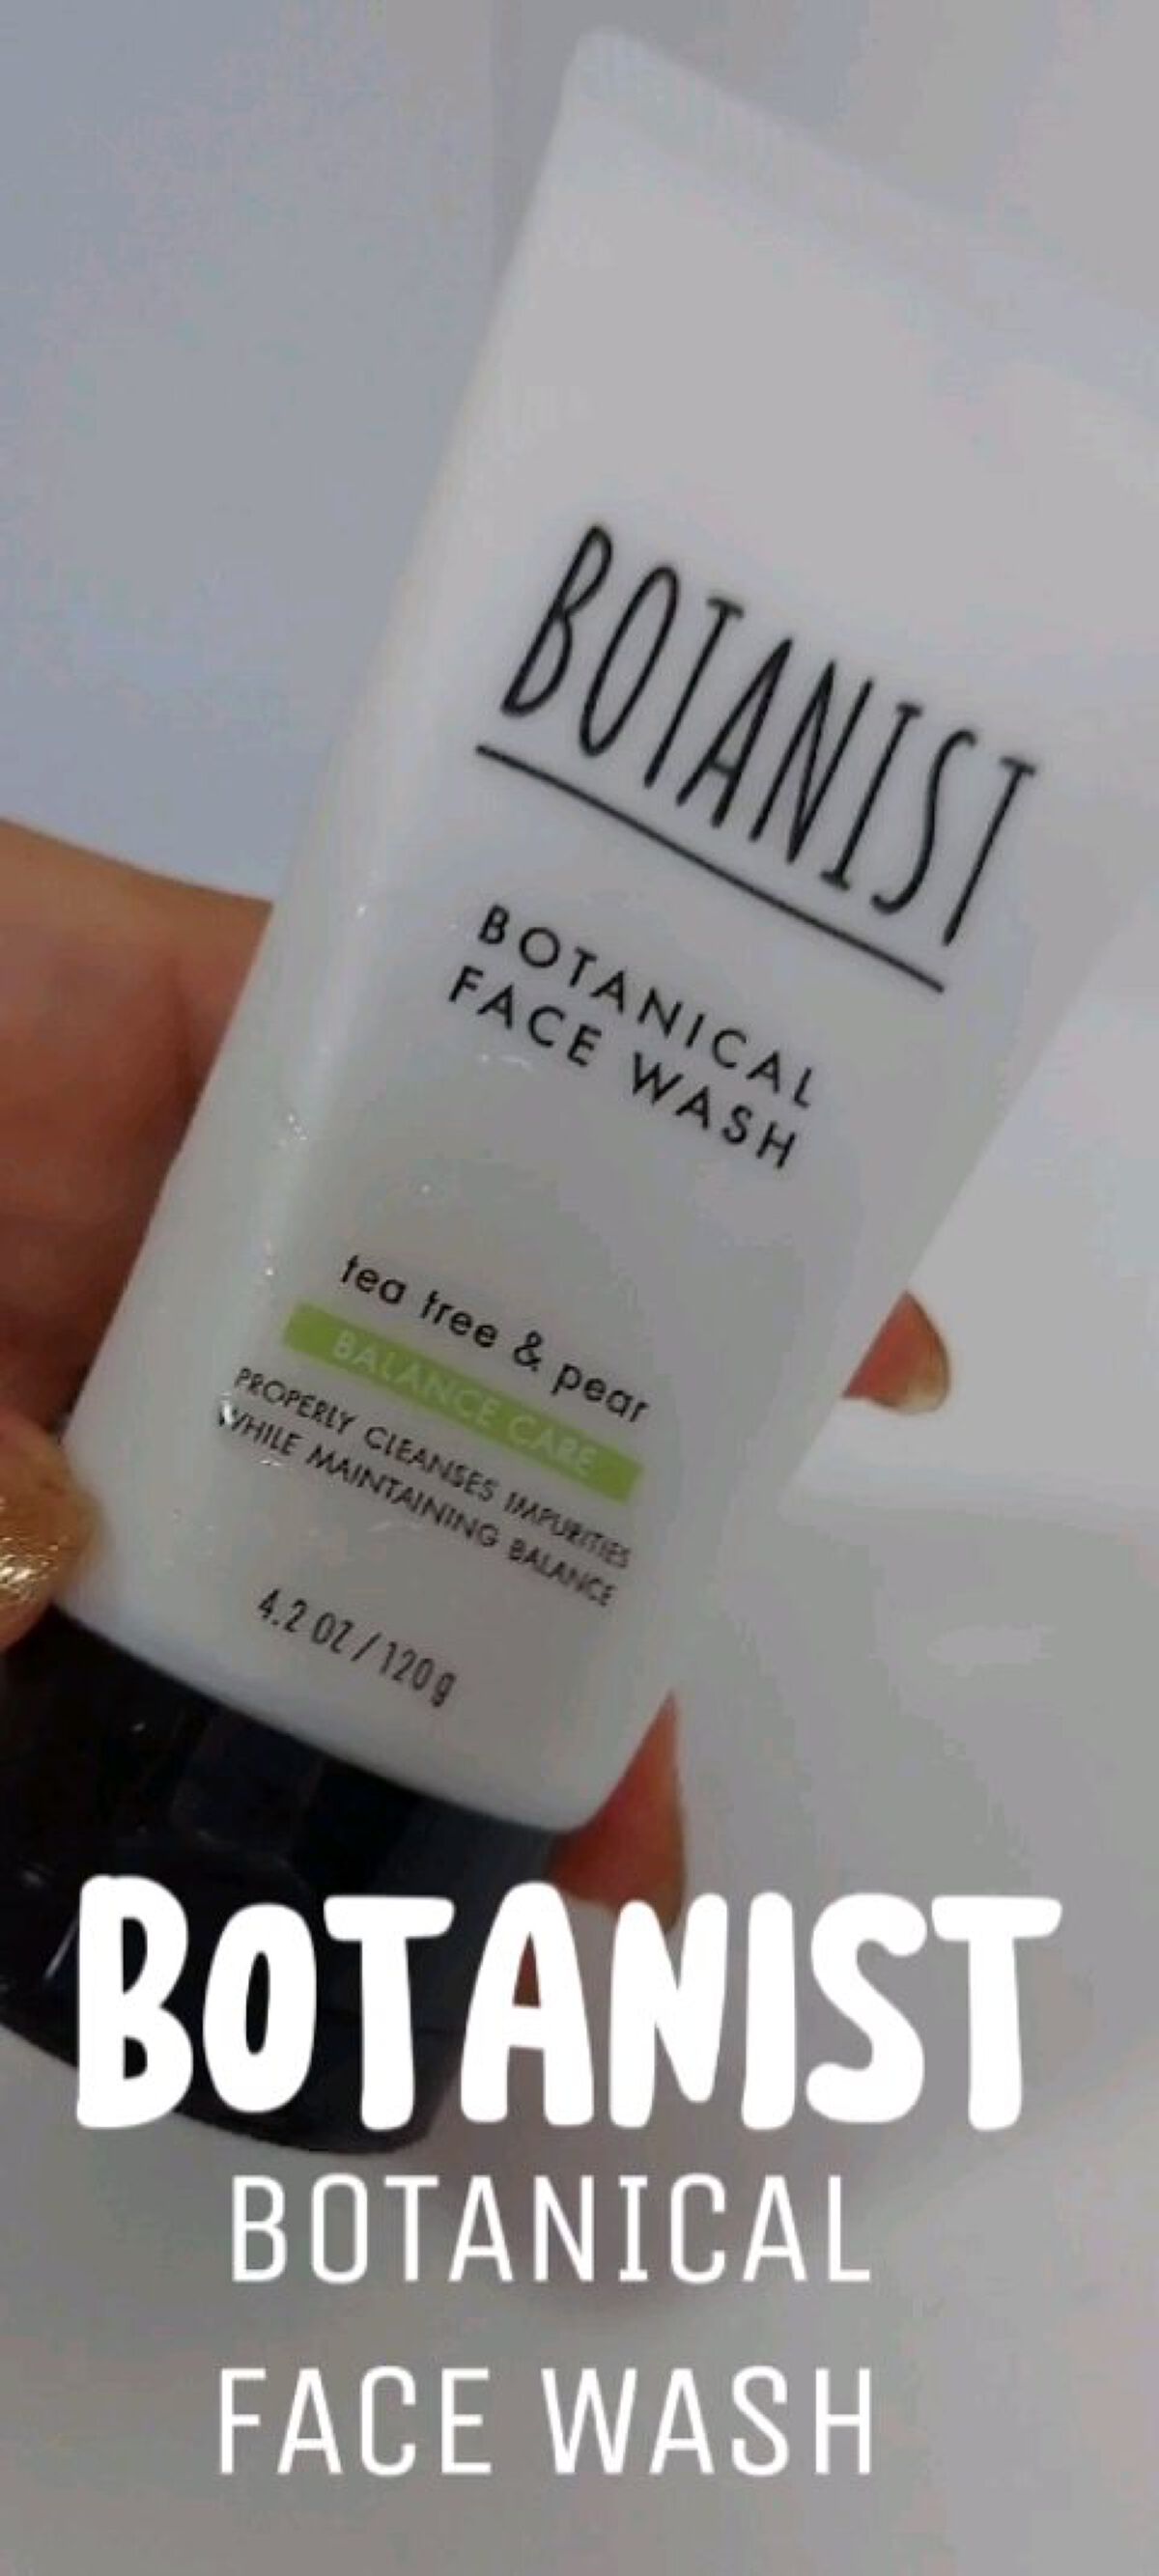 BOTANIST
BOTANICAL
FACE WASH
tea tree & pear
BALANCE CARE
PROPERLY CLEANSES IMPURITIES
WHILE MAINTAINING BALANCE
4.2 OZ / 120g
BOTANIST
BOTANICAL
FACE WASH